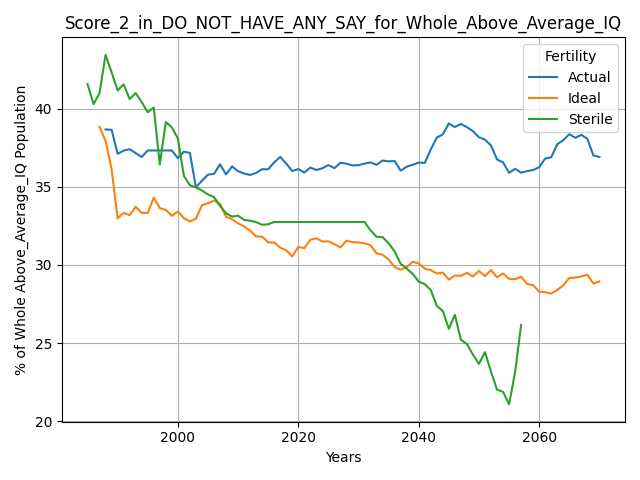 Score_2_in_DO_NOT_HAVE_ANY_SAY_for_Whole_Above_Average_IQ
Fertility
Actual
Ideal
Sterile
% of Whole Above_Average_IQ Population
40
35
30
25
20
2000
2020
2040
2060
Years